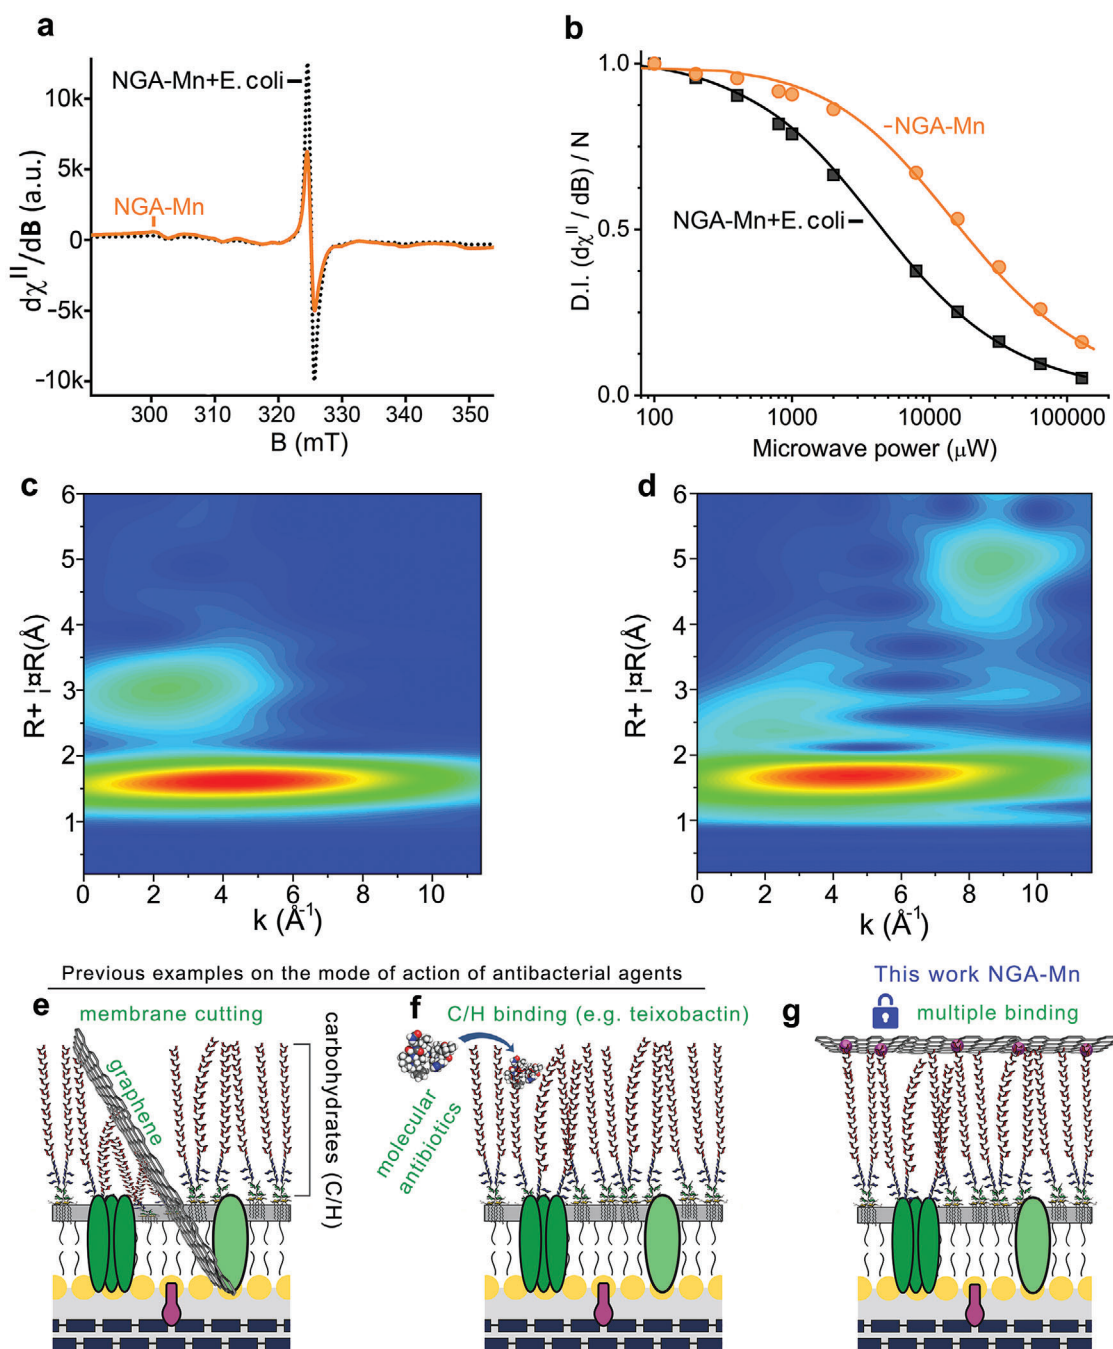 a
NGA-Mn+E. coli
NGA-Mn
10k
5k
0
-5k
-10k
dχ^II/dB (a.u.)
300 310 320 330 340 350
B (mT)
b
NGA-Mn
NGA-Mn+E. coli
1.0
0.5
0.0
D.I. (dχ^II / dB) / N
100 1000 10000 100000
Microwave power (μW)
c
6
5
4
3
2
1
R+ ¦¤R(Å)
0 2 4 6 8 10
k (Å-1)
d
6
5
4
3
2
1
R+ ¦¤R(Å)
0 2 4 6 8 10
k (Å-1)
Previous examples on the mode of action of antibacterial agents
This work NGA-Mn
e
membrane cutting
graphene
carbohydrates (C/H)
f
C/H binding (e.g. teixobactin)
molecular
antibiotics
g
multiple binding